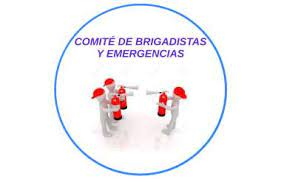 COMITÉ DE BRIGADISTAS
Y EMERGENCIAS